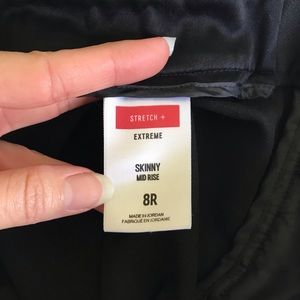 STRETCH +
EXTREME
SKINNY
MID RISE
8R
MADE IN JORDAN
FABRIQUÉ EN JORDANIE